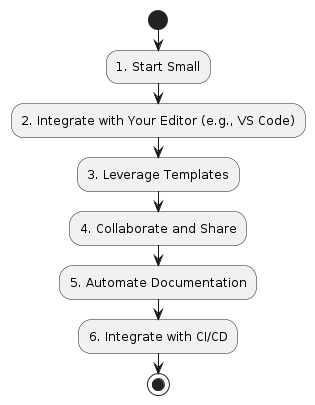 1. Start Small
2. Integrate with Your Editor (e.g., VS Code)
3. Leverage Templates
4. Collaborate and Share
5. Automate Documentation
6. Integrate with CI/CD